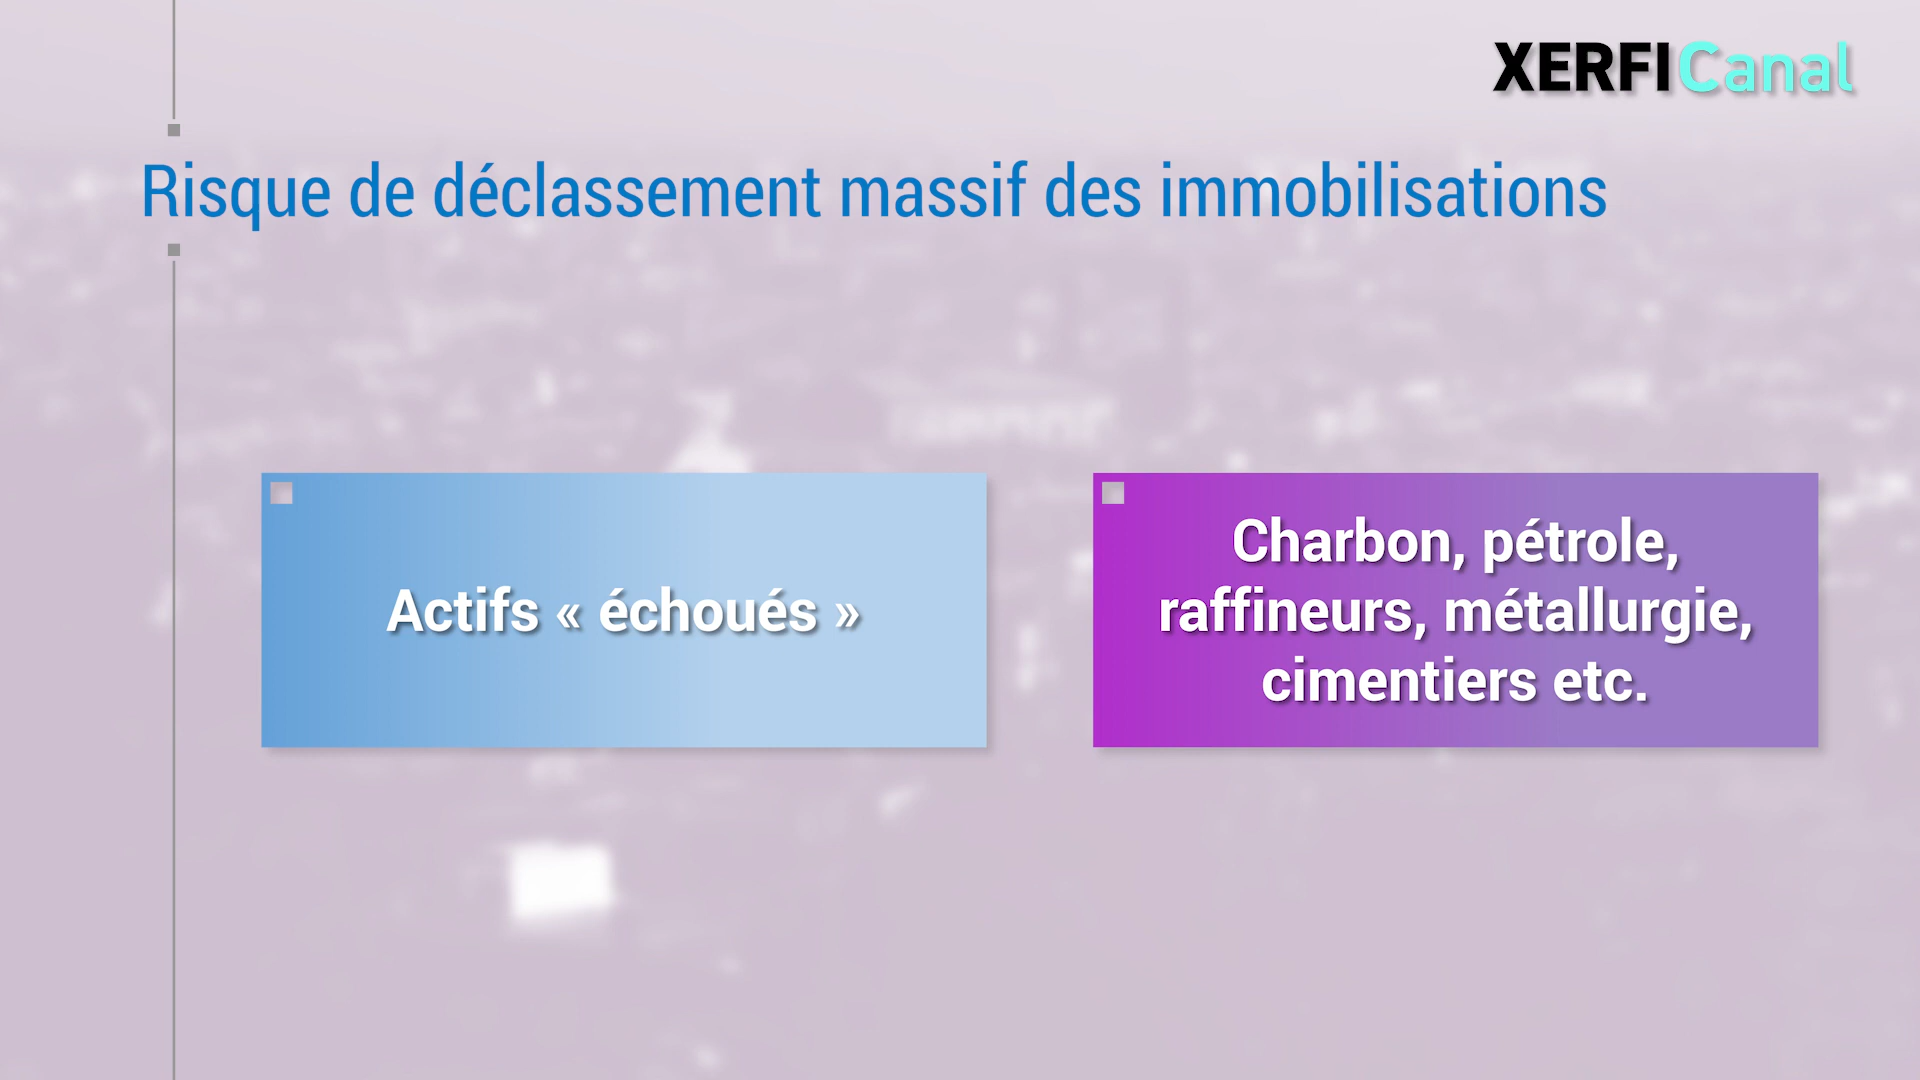 XERFI Canal
Risque de déclassement massif des immobilisations
Actifs « échoués »
Charbon, pétrole,
raffineurs, métallurgie,
cimentiers etc.